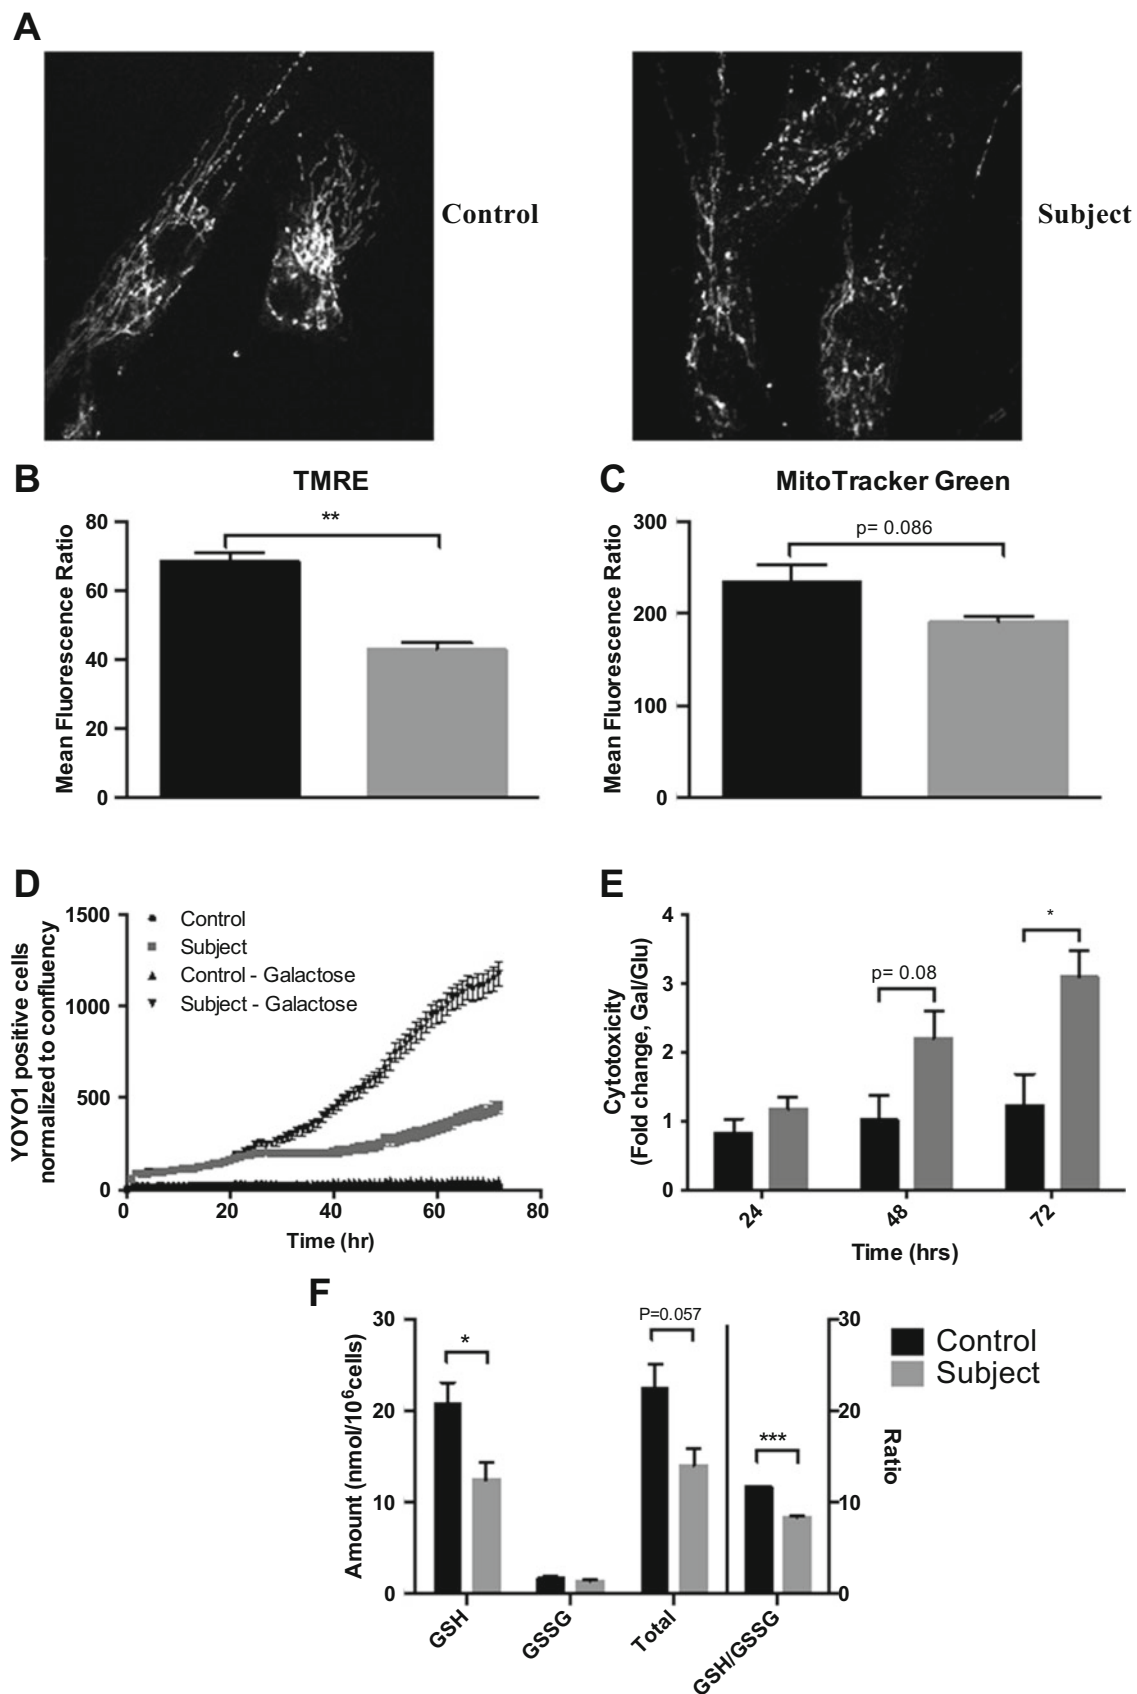 A
Control
Subject
B
TMRE
Mean Fluorescence Ratio
80
60
40
20
0
**
C
MitoTracker Green
Mean Fluorescence Ratio
300
200
100
0
p= 0.086
D
YOYO1 positive cells
normalized to confluency
1500
1000
500
0
Control
Subject
Control - Galactose
Subject - Galactose
0
20
40
60
80
Time (hr)
E
Cytotoxicity
(Fold change, Gal/Glu)
4
3
2
1
0
p= 0.08
*
24
48
72
Time (hrs)
F
Amount (nmol/10⁶cells)
30
20
10
0
*
P=0.057
***
30
20
10
0
Ratio
Control
Subject
GSH
GSSG
Total
GSH/GSSG